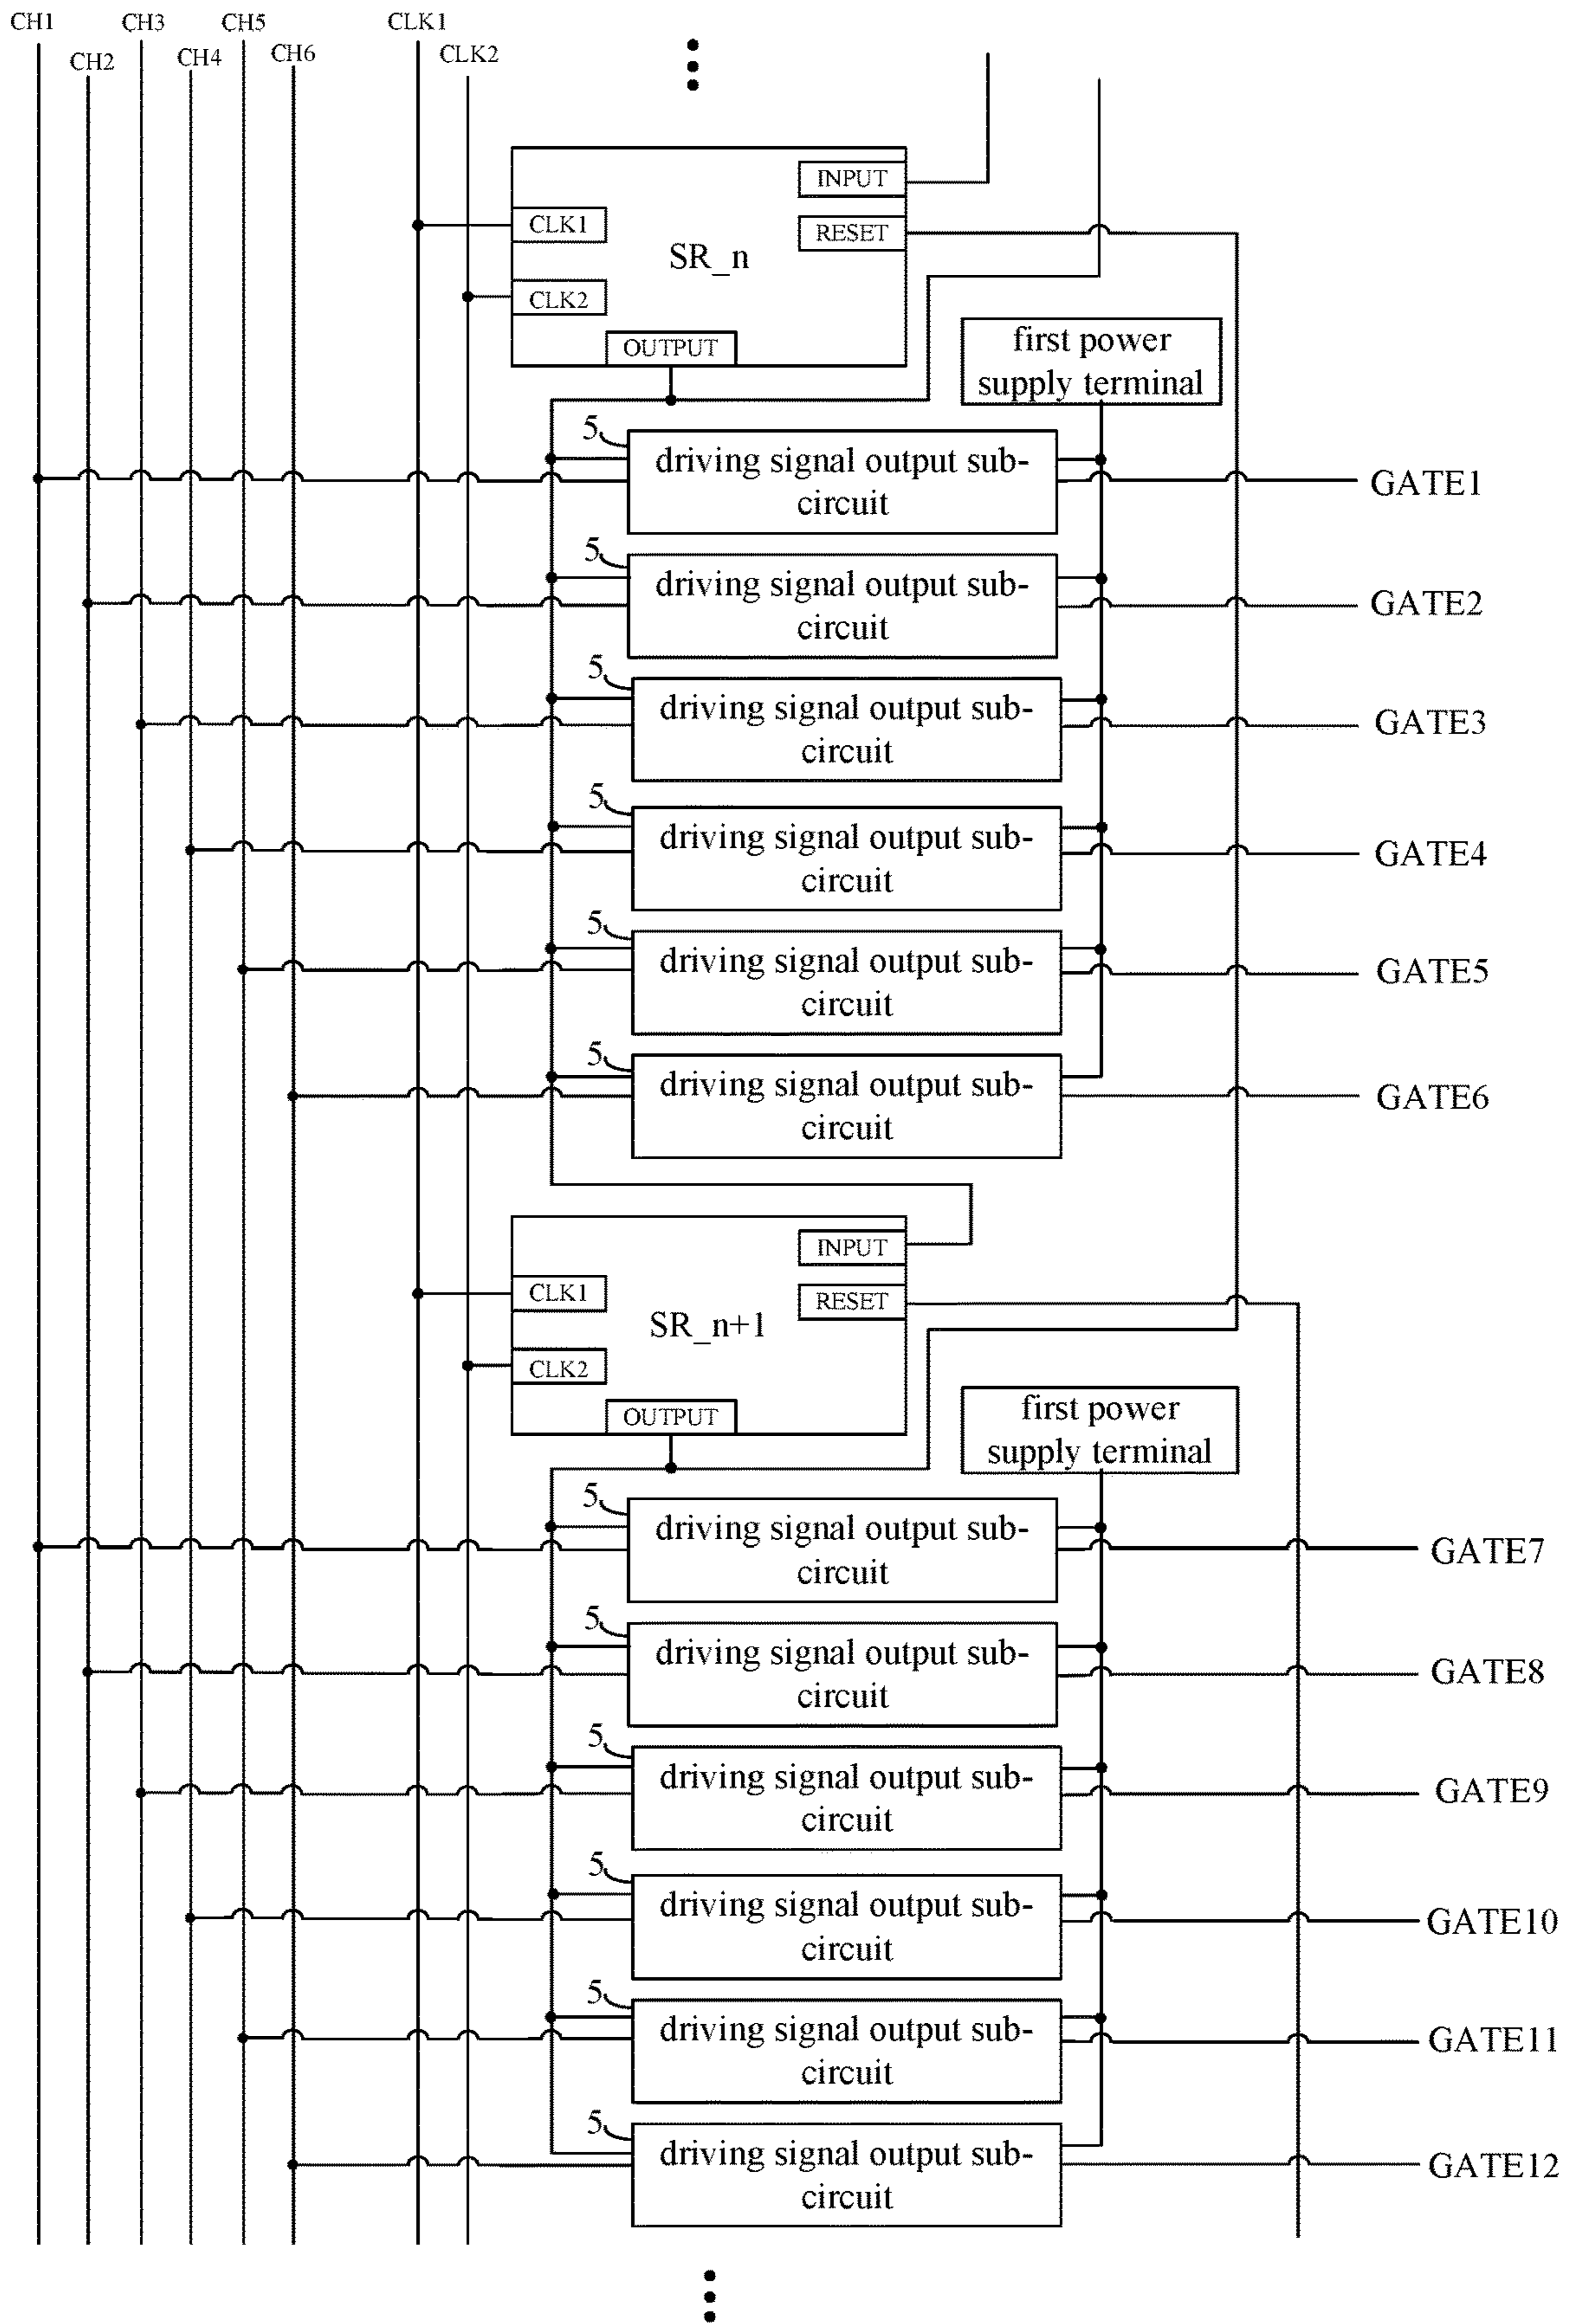 CH1
CH3
CH5
CLK1
CH2
CH4
CH6
CLK2
INPUT
CLK1
RESET
SR_n
CLK2
OUTPUT
first power
supply terminal
5
driving signal output sub-
circuit
GATE1
5
driving signal output sub-
circuit
GATE2
5
driving signal output sub-
circuit
GATE3
5
driving signal output sub-
circuit
GATE4
5
driving signal output sub-
circuit
GATE5
5
driving signal output sub-
circuit
GATE6
INPUT
CLK1
RESET
SR_n+1
CLK2
OUTPUT
first power
supply terminal
5
driving signal output sub-
circuit
GATE7
5
driving signal output sub-
circuit
GATE8
5
driving signal output sub-
circuit
GATE9
5
driving signal output sub-
circuit
GATE10
5
driving signal output sub-
circuit
GATE11
5
driving signal output sub-
circuit
GATE12